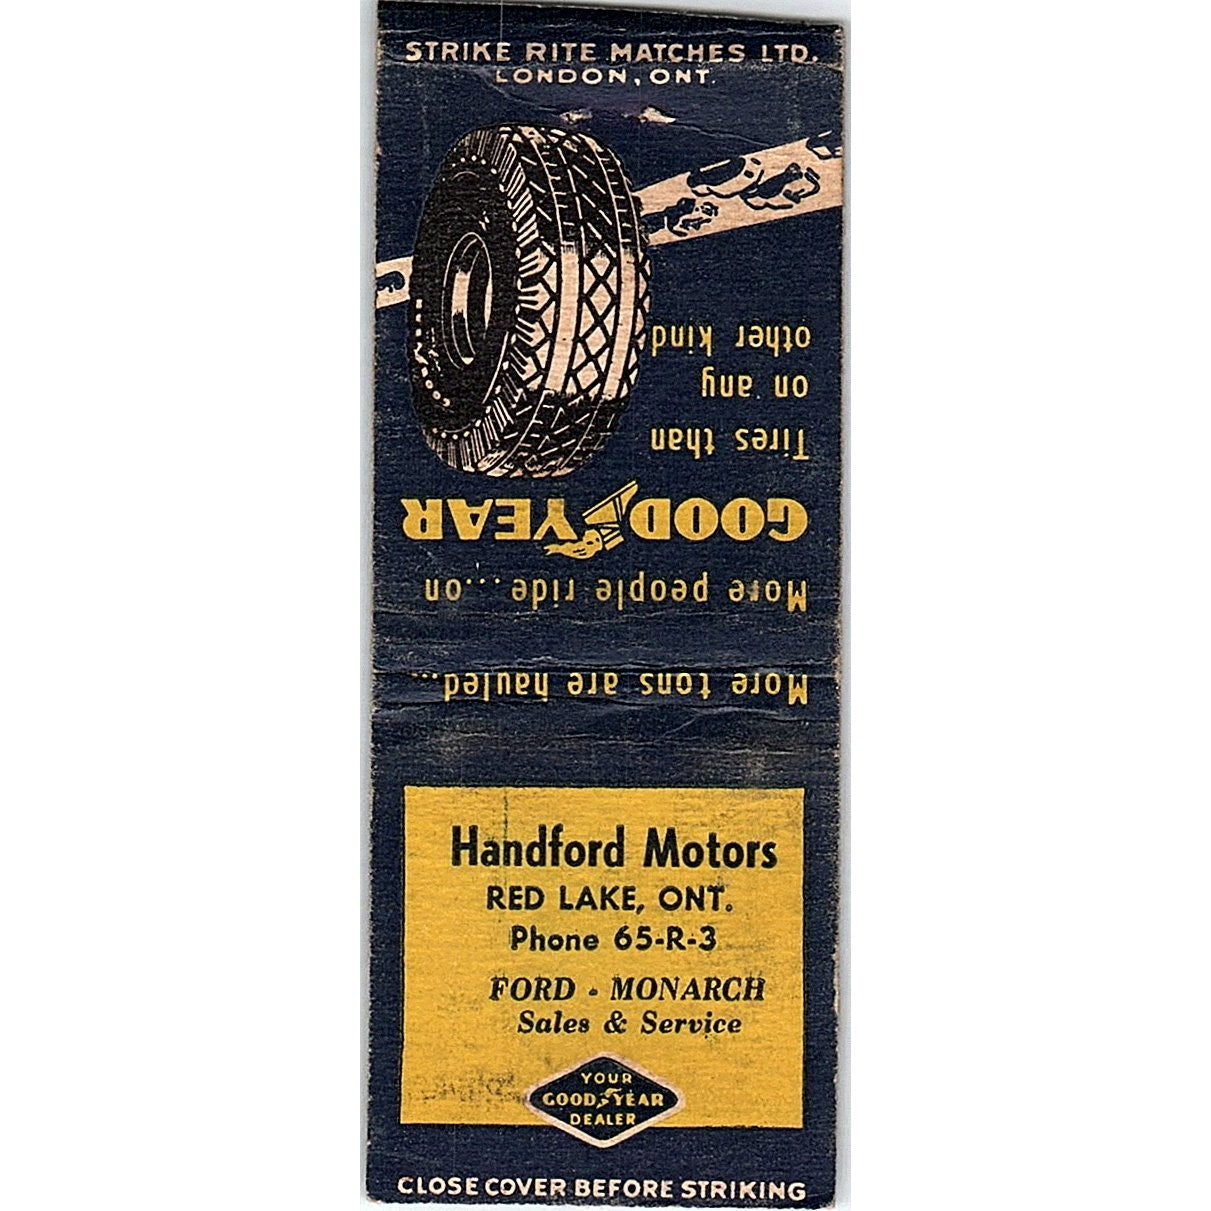 STRIKE RITE MATCHES LTD.
LONDON, ONT.
More tons are hauled...
More people ride...on
GOODYEAR
Tires than
on any
other kind
Handford Motors
RED LAKE, ONT.
Phone 65-R-3
FORD - MONARCH
Sales & Service
YOUR
GOODYEAR
DEALER
CLOSE COVER BEFORE STRIKING